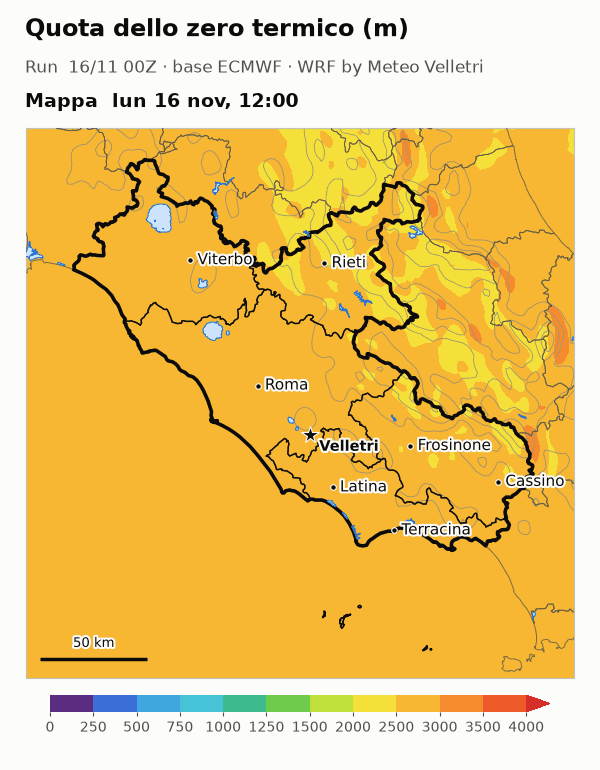 Quota dello zero termico (m)
Run  16/11 00Z · base ECMWF · WRF by Meteo Velletri
Mappa  lun 16 nov, 12:00
Viterbo
Rieti
Roma
Velletri
Frosinone
Latina
Cassino
Terracina
50 km
0 250 500 750 1000 1250 1500 2000 2500 3000 3500 4000